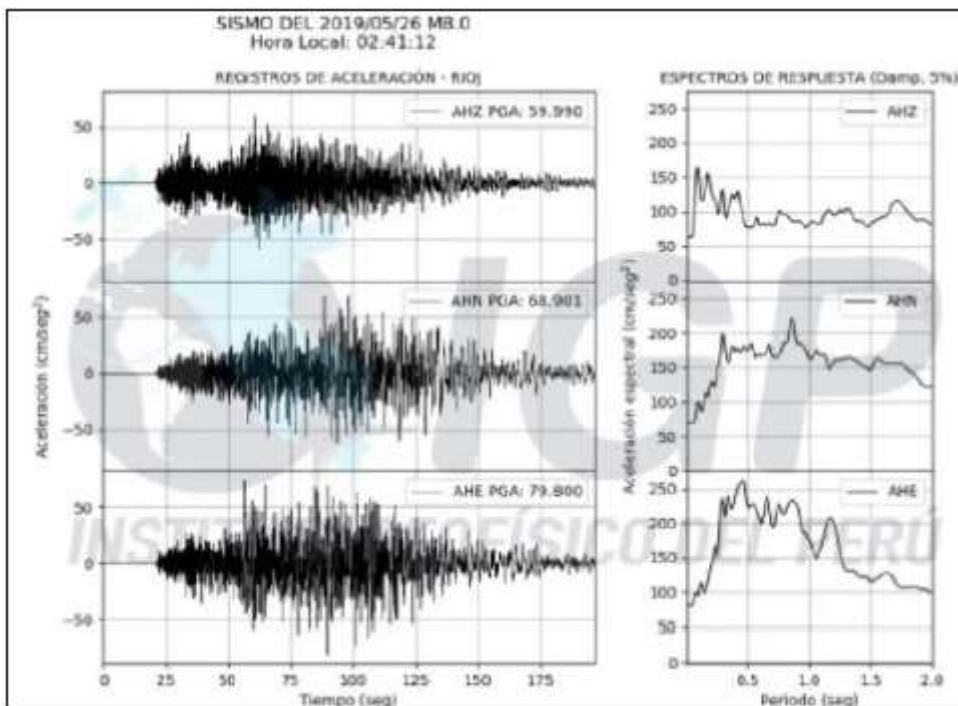 SISMO DEL 2019/05/26 M8.0
Hora Local: 02:41:12
REGISTROS DE ACELERACIÓN - RIOJ
ESPECTROS DE RESPUESTA (Damp. 5%)
AHZ PGA: 59.990
AHZ
50
0
−50
250
200
150
100
50
0
AHN PGA: 68.901
AHN
50
0
−50
250
200
150
100
50
0
AHE PGA: 79.800
AHE
50
0
−50
250
200
150
100
50
0
Aceleración (cm/seg²)
Aceleración espectral (cm/seg²)
0 25 50 75 100 125 150 175
0.5 1.0 1.5 2.0
Tiempo (seg)
Periodo (seg)
IGP
INSTITUTO GEOFÍSICO DEL PERÚ